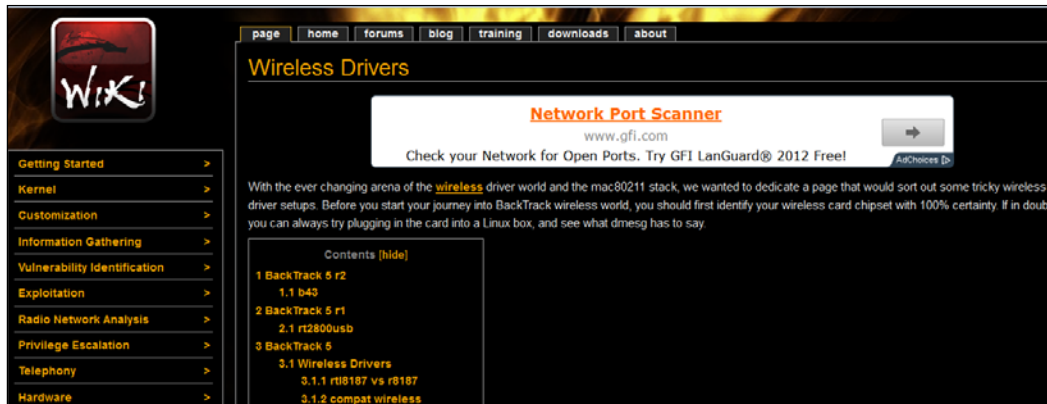 WiKi
page home forums blog training downloads about
Wireless Drivers
Network Port Scanner
www.gfi.com
Check your Network for Open Ports. Try GFI LanGuard® 2012 Free!
AdChoices
Getting Started >
Kernel >
Customization >
Information Gathering >
Vulnerability Identification >
Exploitation >
Radio Network Analysis >
Privilege Escalation >
Telephony >
Hardware >
With the ever changing arena of the wireless driver world and the mac80211 stack, we wanted to dedicate a page that would sort out some tricky wireless
driver setups. Before you start your journey into BackTrack wireless world, you should first identify your wireless card chipset with 100% certainty. If in doub
you can always try plugging in the card into a Linux box, and see what dmesg has to say.
Contents [hide]
1 BackTrack 5 r2
1.1 b43
2 BackTrack 5 r1
2.1 rt2800usb
3 BackTrack 5
3.1 Wireless Drivers
3.1.1 rtl8187 vs r8187
3.1.2 compat wireless